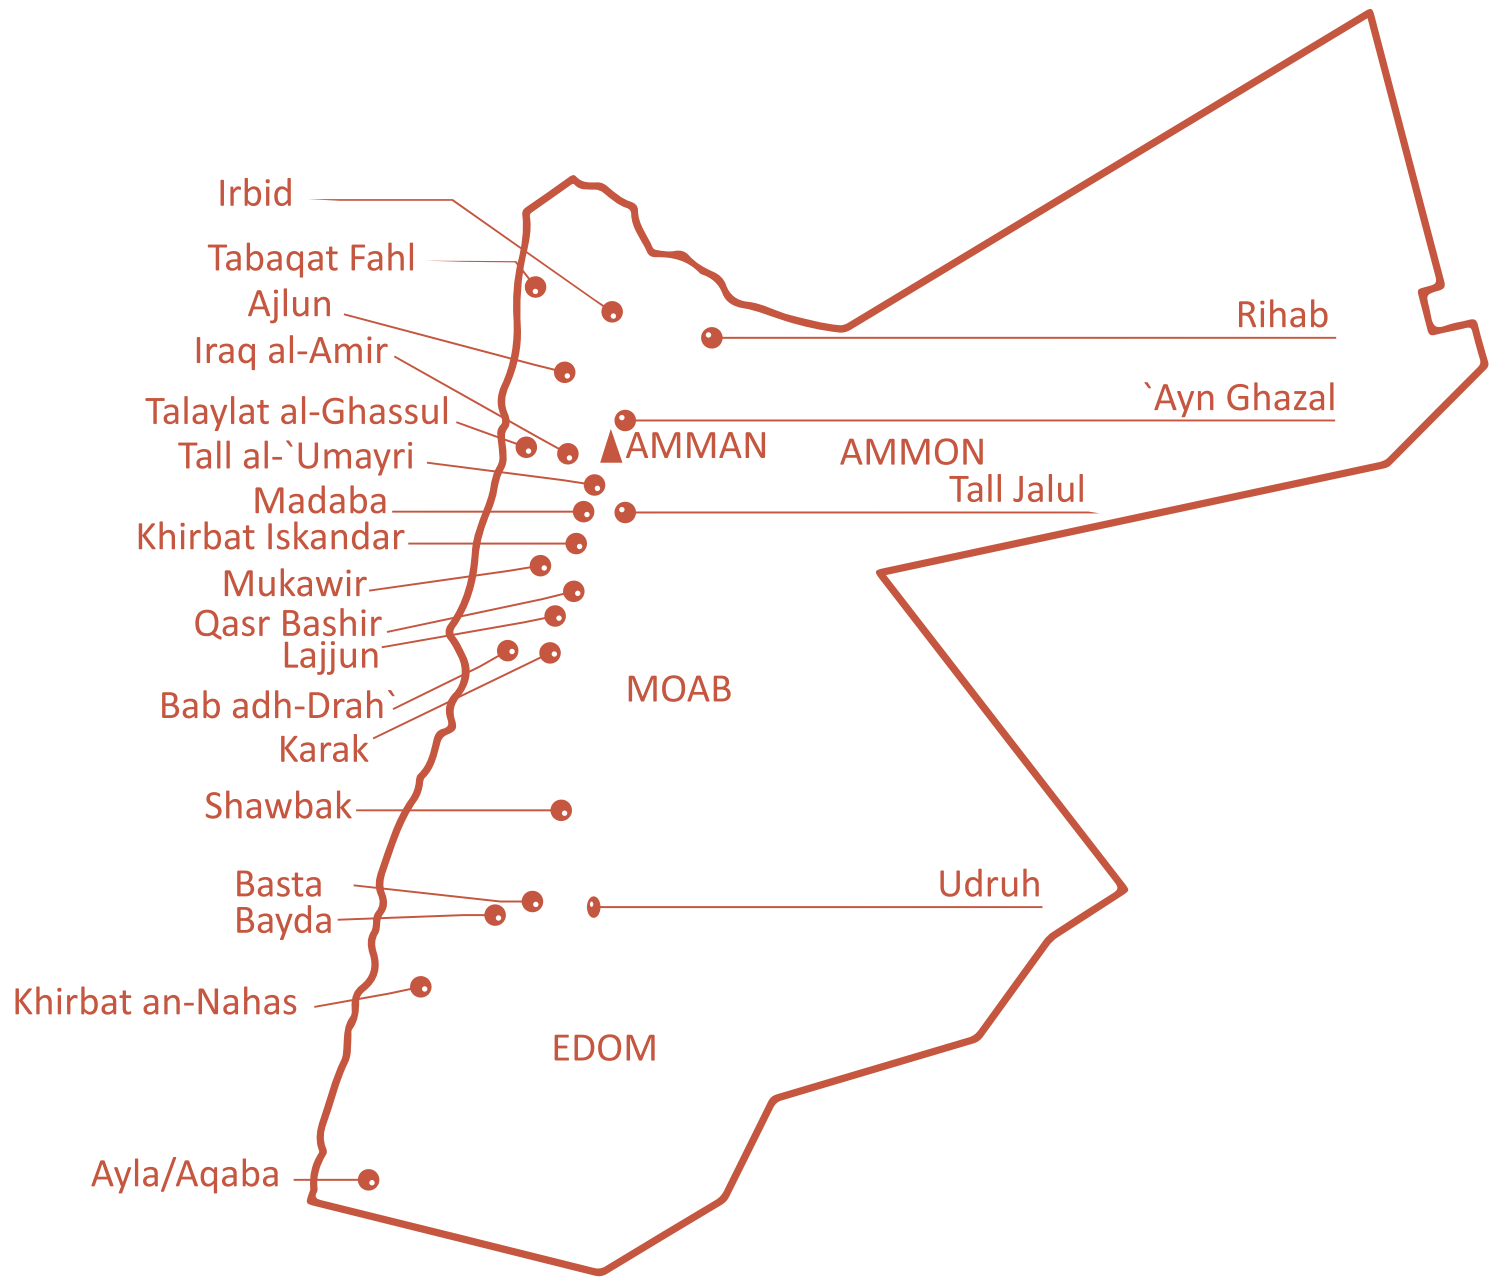 Irbid
Tabaqat Fahl
Ajlun
Rihab
Iraq al-Amir
`Ayn Ghazal
Talaylat al-Ghassul
AMMAN
AMMON
Tall al-`Umayri
Tall Jalul
Madaba
Khirbat Iskandar
Mukawir
Qasr Bashir
Lajjun
MOAB
Bab adh-Drah`
Karak
Shawbak
Basta
Udruh
Bayda
Khirbat an-Nahas
EDOM
Ayla/Aqaba